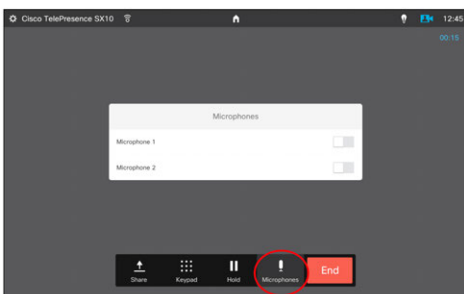 Cisco TelePresence SX10 12:45
00:15
Microphones
Microphone 1
Microphone 2
Share Keypad Hold Microphones End